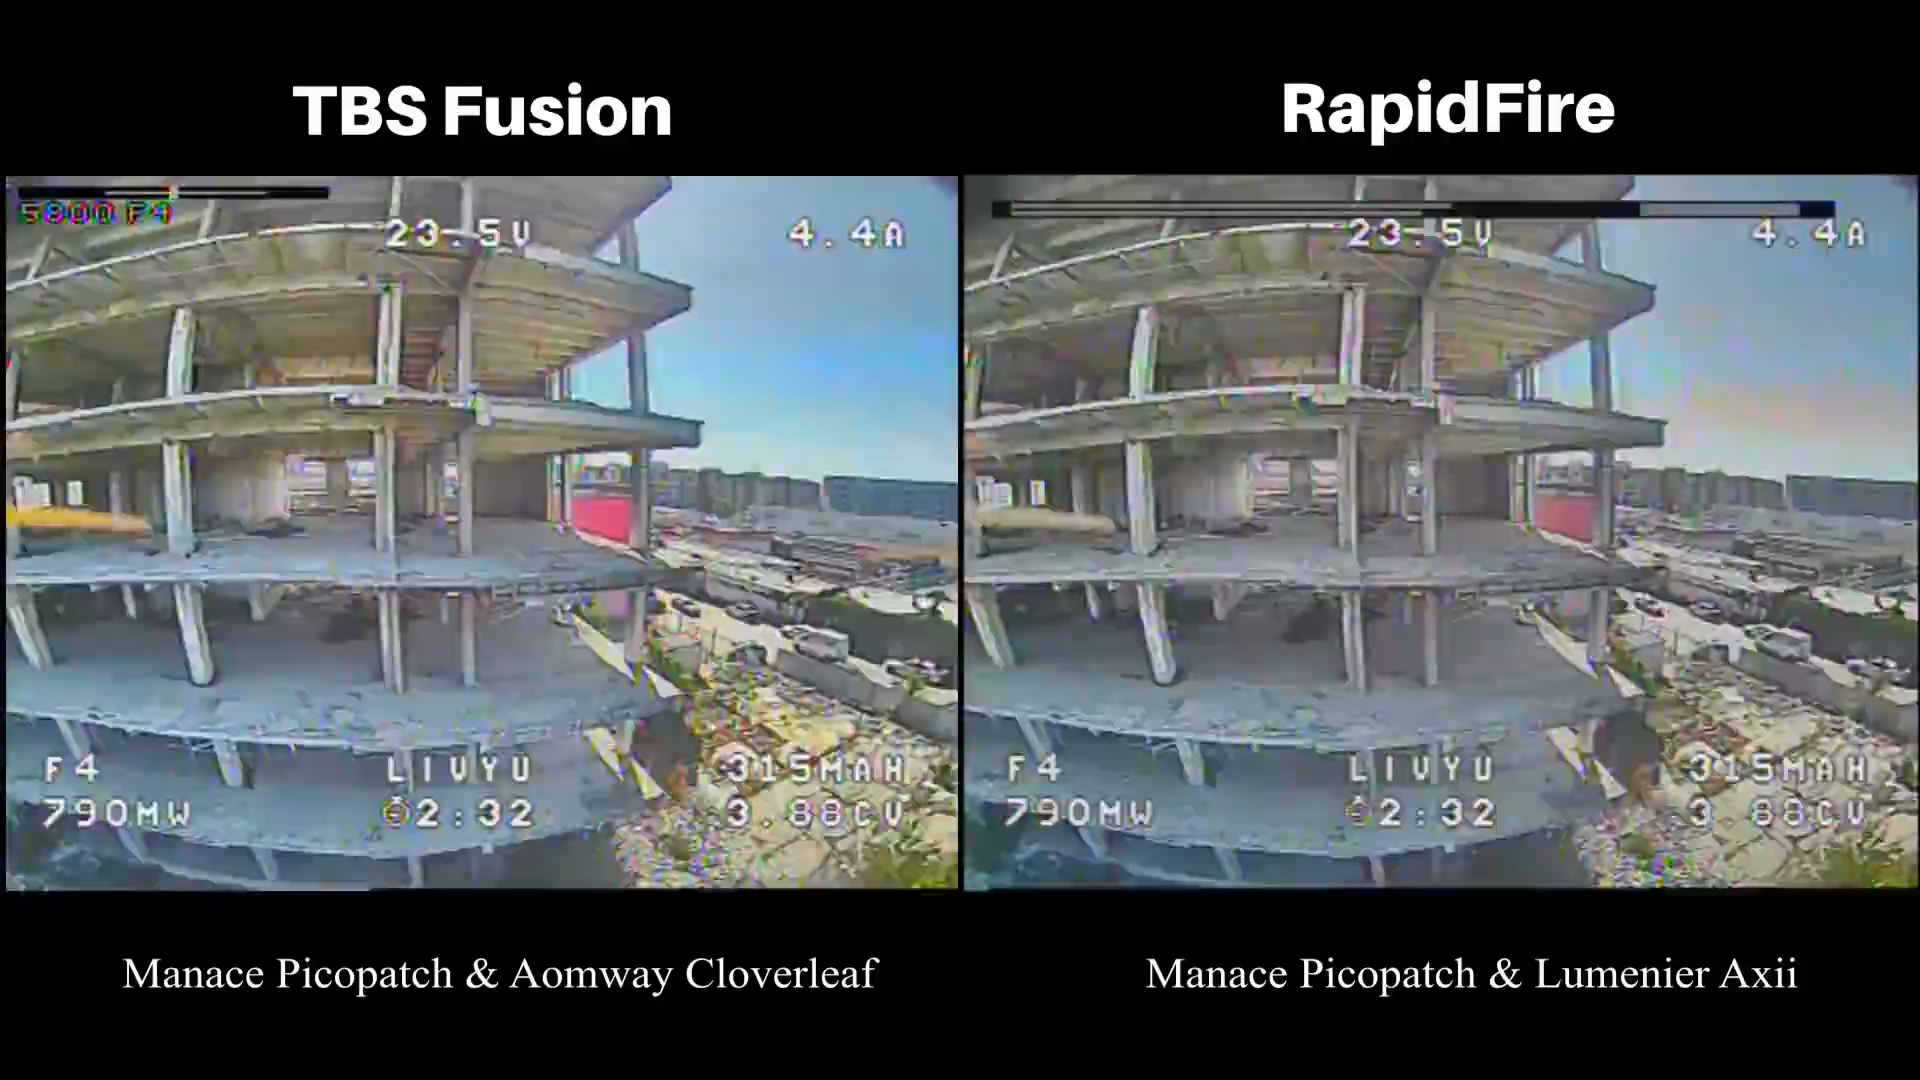 TBS Fusion
RapidFire
5800 F4
23.5V
4.4A
23.5V
4.4A
F4
LIVYU
315MAH
790MW
2:32
3.88CV
F4
LIVYU
315MAH
790MW
2:32
3 88CV
Manace Picopatch & Aomway Cloverleaf
Manace Picopatch & Lumenier Axii